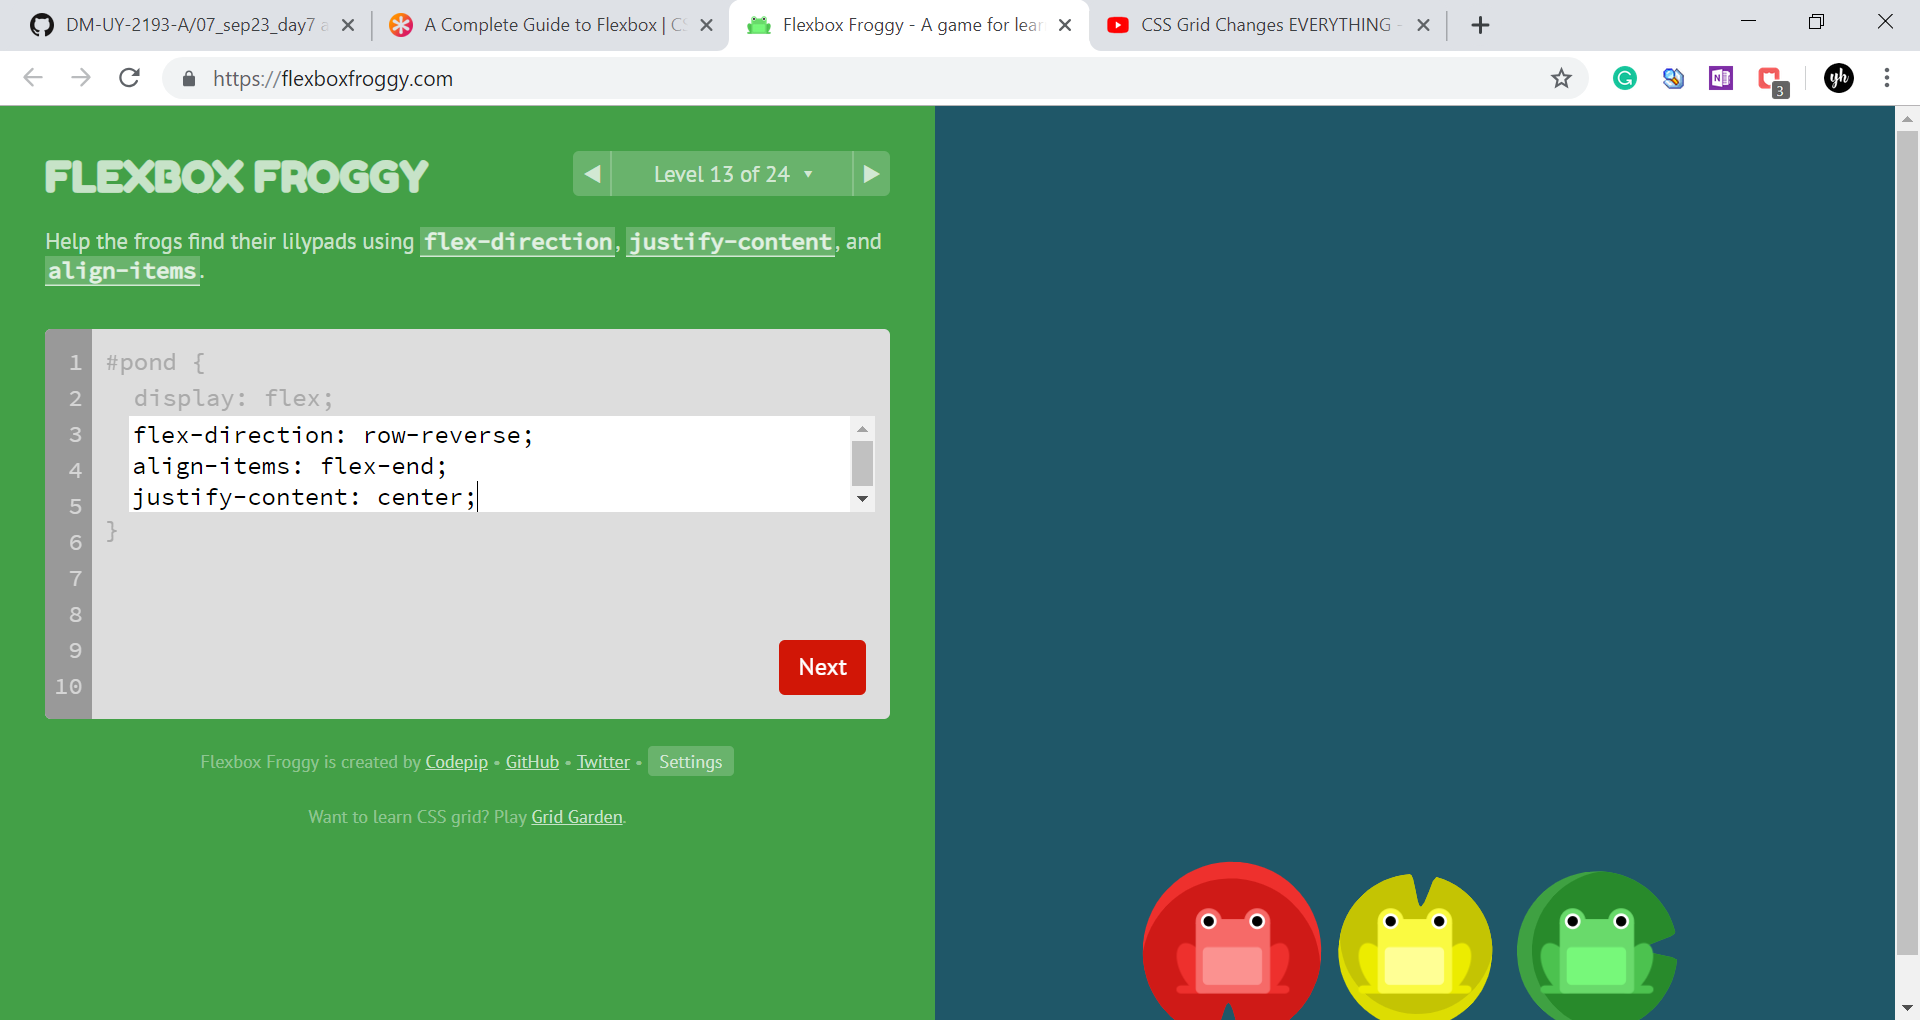 DM-UY-2193-A/07_sep23_day7 a
A Complete Guide to Flexbox | CS
Flexbox Froggy - A game for lear
CSS Grid Changes EVERYTHING -
https://flexboxfroggy.com
3
yh
FLEXBOX FROGGY
Level 13 of 24
Help the frogs find their lilypads using flex-direction, justify-content, and
align-items.
1 #pond {
2 display: flex;
3 flex-direction: row-reverse;
4 align-items: flex-end;
5 justify-content: center;
6 }
7
8
9
10
Next
Flexbox Froggy is created by Codepip • GitHub • Twitter • Settings
Want to learn CSS grid? Play Grid Garden.